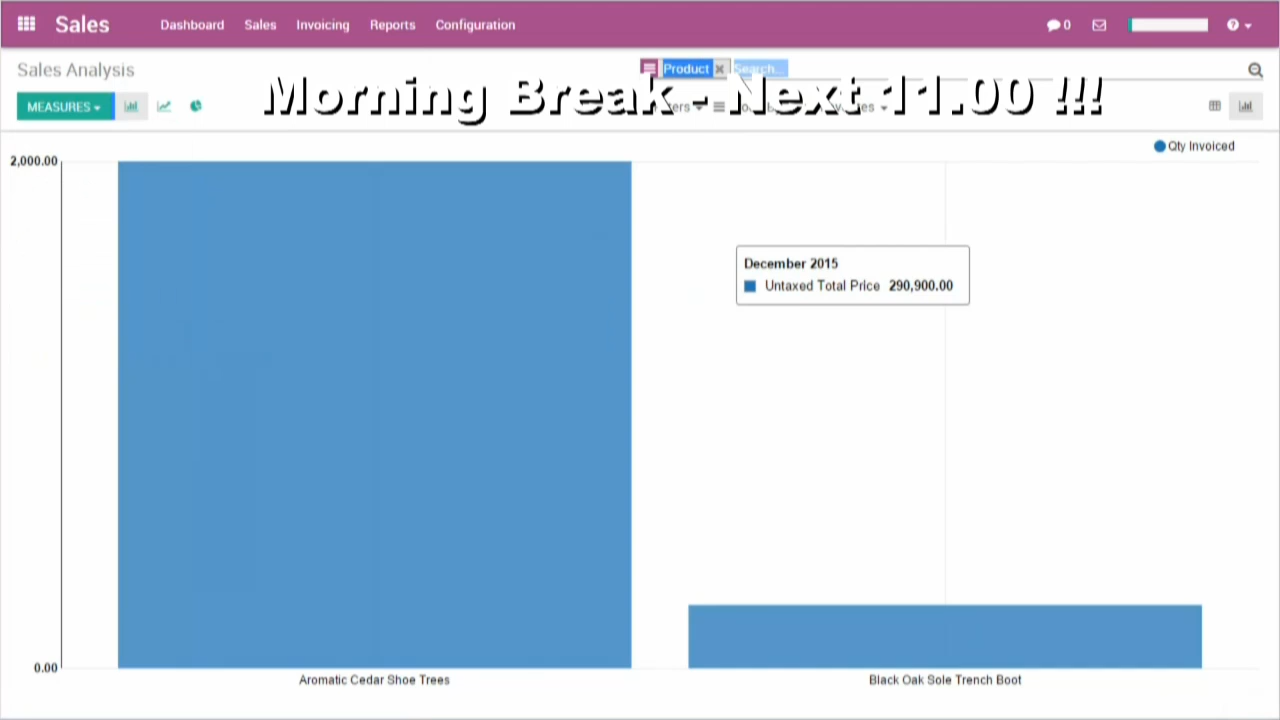 Sales Dashboard Sales Invoicing Reports Configuration 0
Sales Analysis
Product Search...
MEASURES
Morning Break - Next 11.00 !!!
Qty Invoiced
2,000.00
December 2015
Untaxed Total Price 290,900.00
0.00
Aromatic Cedar Shoe Trees Black Oak Sole Trench Boot